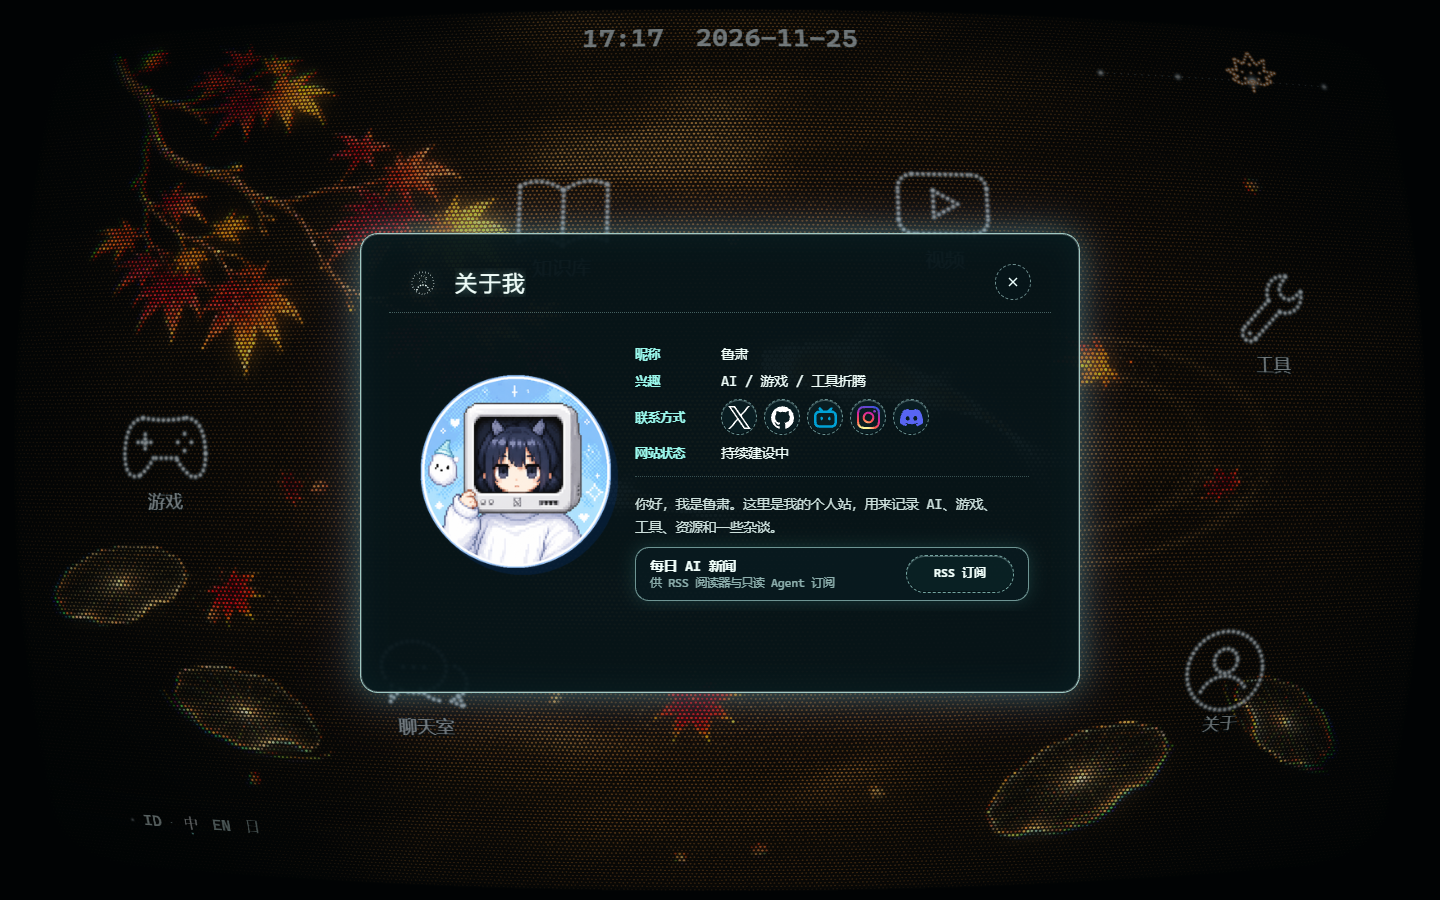 17:17 2026-11-25
关于我
×
昵称 鲁肃
兴趣 AI / 游戏 / 工具折腾
联系方式
网站状态 持续建设中
你好，我是鲁肃。这里是我的个人站，用来记录 AI、游戏、
工具、资源和一些杂谈。
每日 AI 新闻
供 RSS 阅读器与只读 Agent 订阅
RSS 订阅
工具
游戏
聊天室
关于
ID 中 EN 日